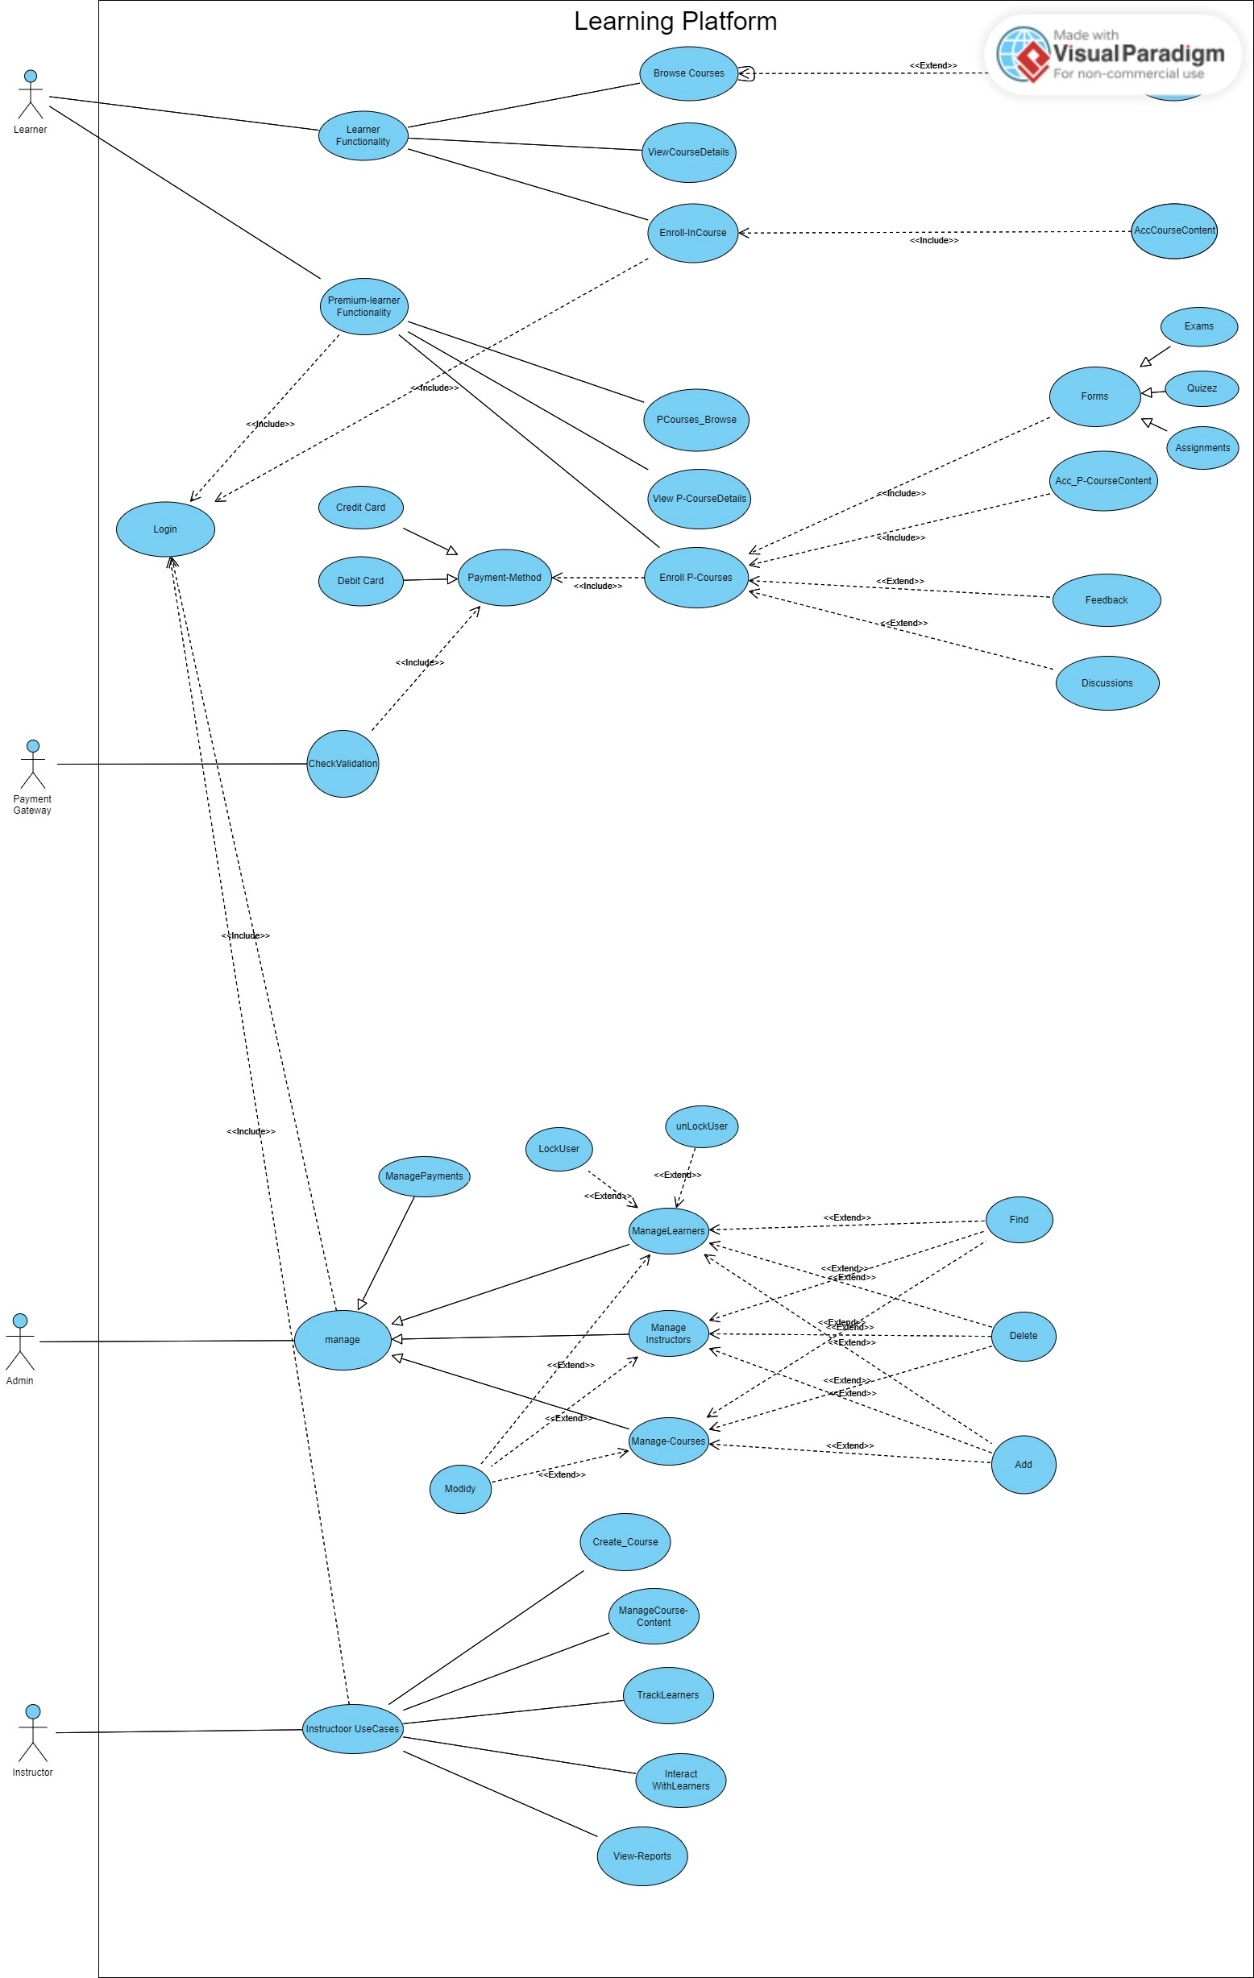 Learning Platform
Made with
Visual Paradigm
For non-commercial use
Browse Courses
<<Extend>>
Learner
Learner
Functionality
ViewCourseDetails
Enroll-InCourse
<<Include>>
AccCourseContent
Premium-learner
Functionality
Exams
Forms
Quizez
Assignments
<<Include>>
<<Include>>
PCourses_Browse
View P-CourseDetails
Acc_P-CourseContent
<<Include>>
<<Include>>
Credit Card
Login
Debit Card
Payment-Method
<<Include>>
Enroll P-Courses
<<Extend>>
Feedback
<<Extend>>
Discussions
<<Include>>
Payment
Gateway
CheckValidation
<<Include>>
<<Include>>
unLockUser
LockUser
ManagePayments
<<Extend>>
<<Extend>>
ManageLearners
<<Extend>>
Find
<<Extend>>
<<Extend>>
Admin
manage
Manage
Instructors
<<Extend>>
<<Extend>>
<<Extend>>
Delete
<<Extend>>
<<Extend>>
<<Extend>>
<<Extend>>
Manage-Courses
<<Extend>>
Add
<<Extend>>
Modidy
Create_Course
ManageCourse-
Content
TrackLearners
Instructoor UseCases
Instructor
Interact
WithLearners
View-Reports